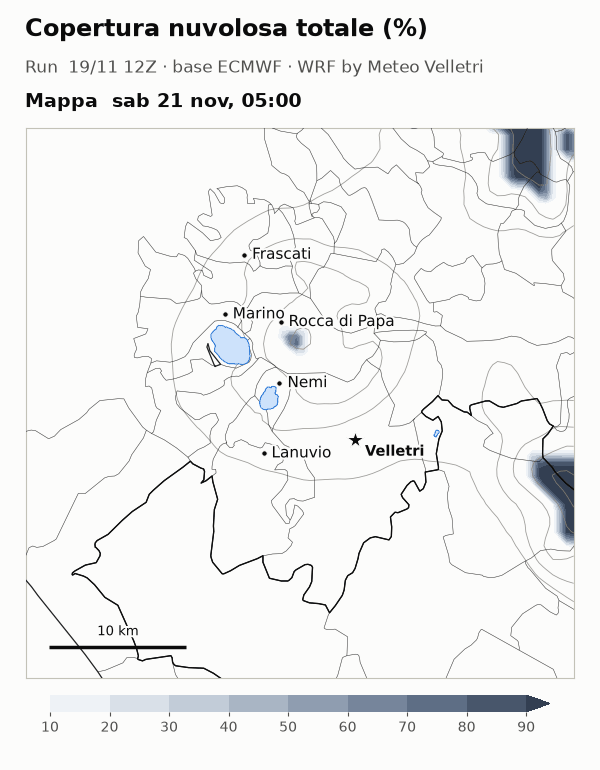 Copertura nuvolosa totale (%)
Run  19/11 12Z · base ECMWF · WRF by Meteo Velletri
Mappa  sab 21 nov, 05:00
Frascati
Marino
Rocca di Papa
Nemi
Velletri
Lanuvio
10 km
10 20 30 40 50 60 70 80 90